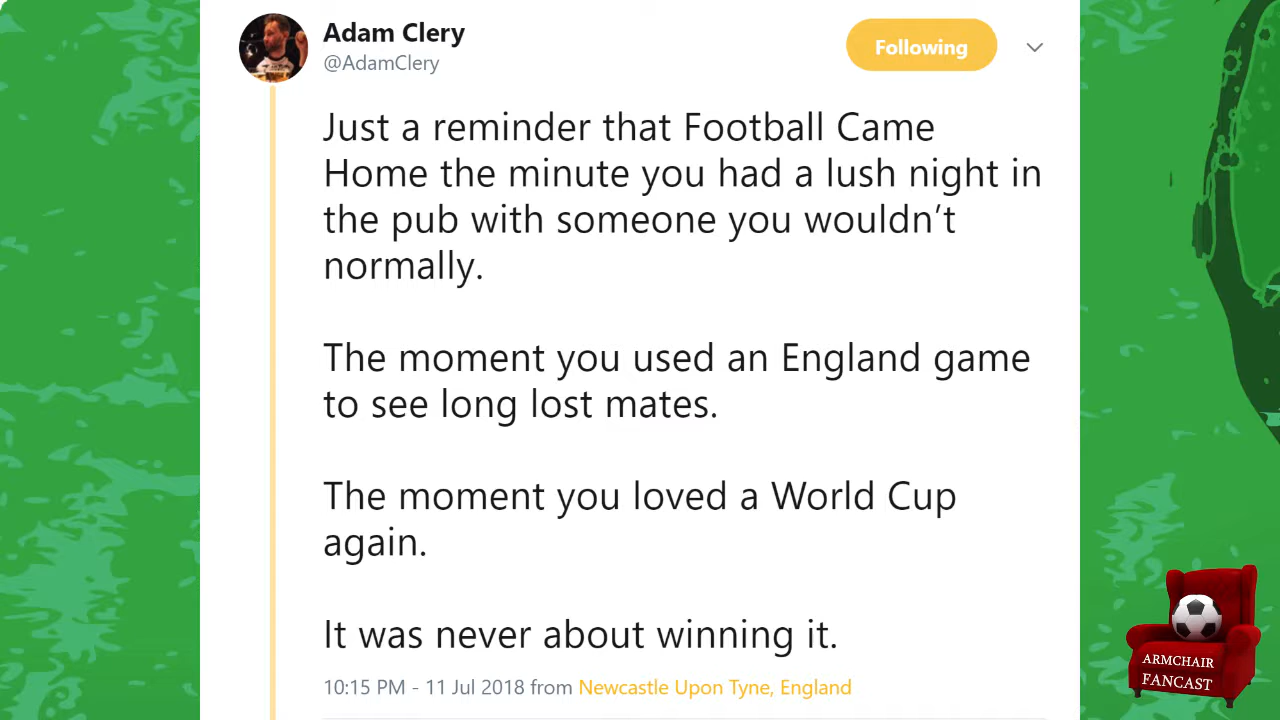 Adam Clery
@AdamClery
Following
Just a reminder that Football Came
Home the minute you had a lush night in
the pub with someone you wouldn’t
normally.
The moment you used an England game
to see long lost mates.
The moment you loved a World Cup
again.
It was never about winning it.
10:15 PM - 11 Jul 2018 from Newcastle Upon Tyne, England
ARMCHAIR
FANCAST